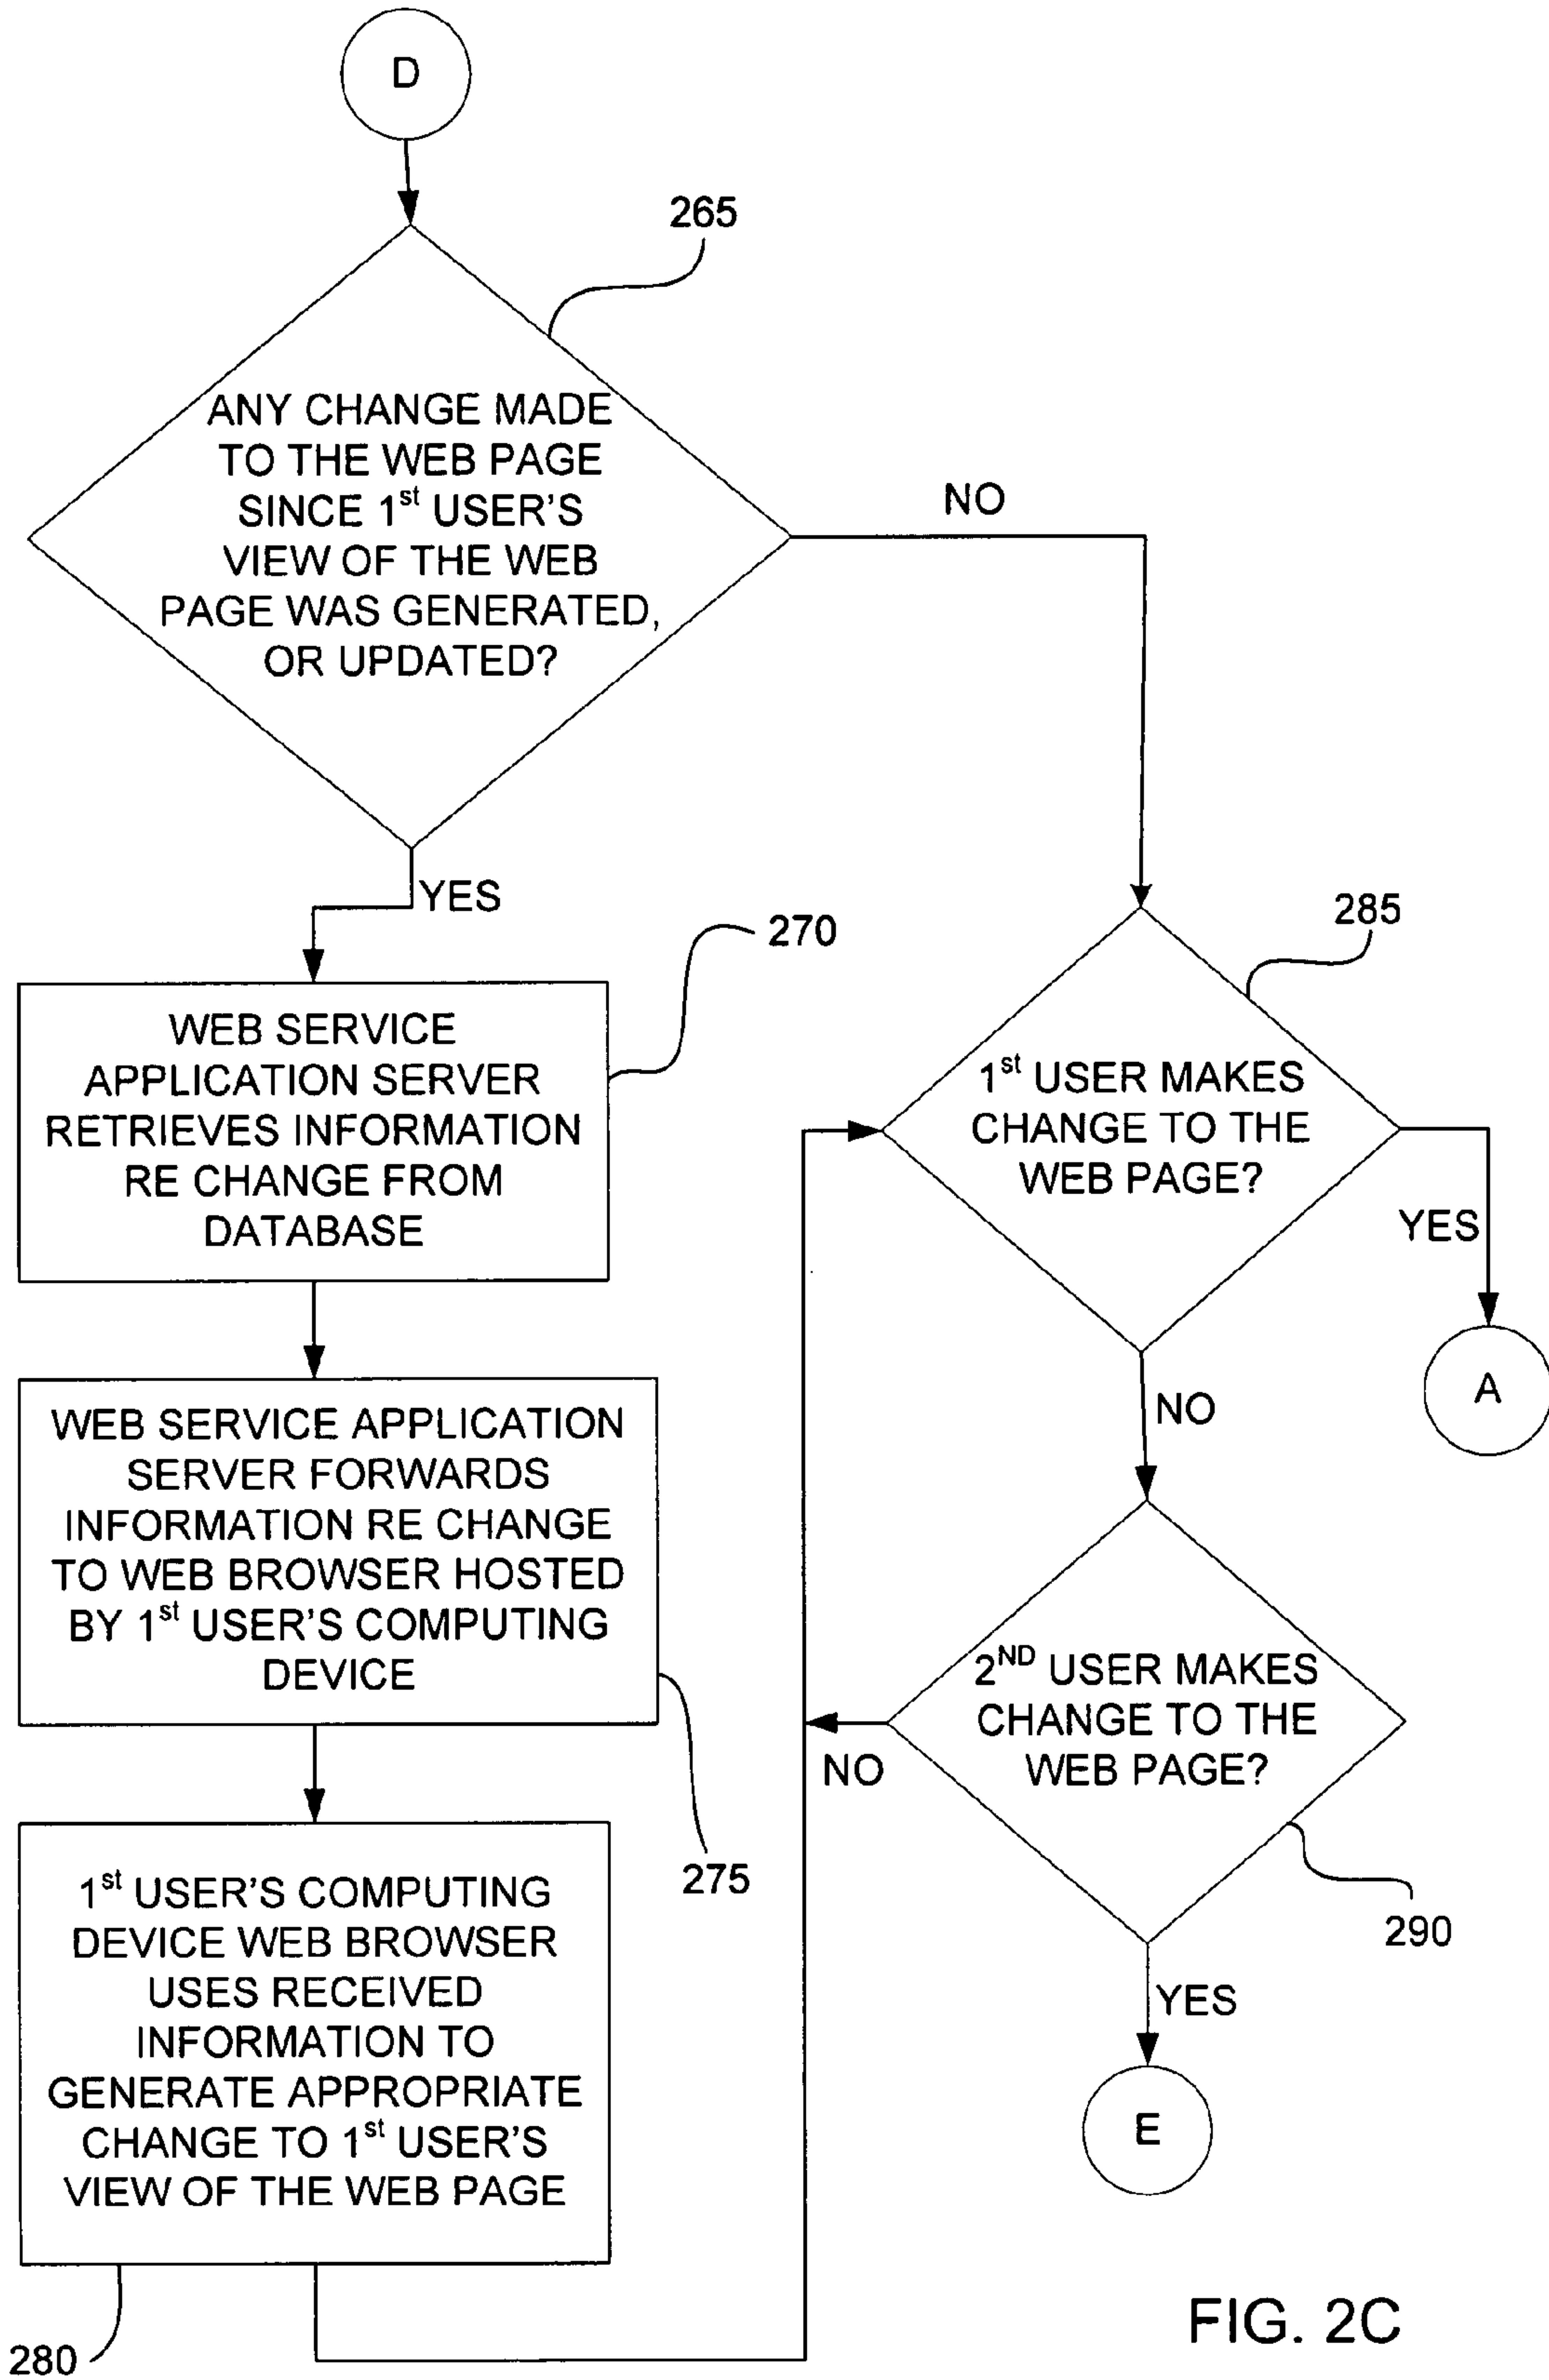 D
265
ANY CHANGE MADE
TO THE WEB PAGE
SINCE 1st USER'S
VIEW OF THE WEB
PAGE WAS GENERATED,
OR UPDATED?
NO
YES
270
WEB SERVICE
APPLICATION SERVER
RETRIEVES INFORMATION
RE CHANGE FROM
DATABASE
285
1st USER MAKES
CHANGE TO THE
WEB PAGE?
YES
A
NO
WEB SERVICE APPLICATION
SERVER FORWARDS
INFORMATION RE CHANGE
TO WEB BROWSER HOSTED
BY 1st USER'S COMPUTING
DEVICE
275
2ND USER MAKES
CHANGE TO THE
WEB PAGE?
NO
290
YES
E
1st USER'S COMPUTING
DEVICE WEB BROWSER
USES RECEIVED
INFORMATION TO
GENERATE APPROPRIATE
CHANGE TO 1st USER'S
VIEW OF THE WEB PAGE
280
FIG. 2C